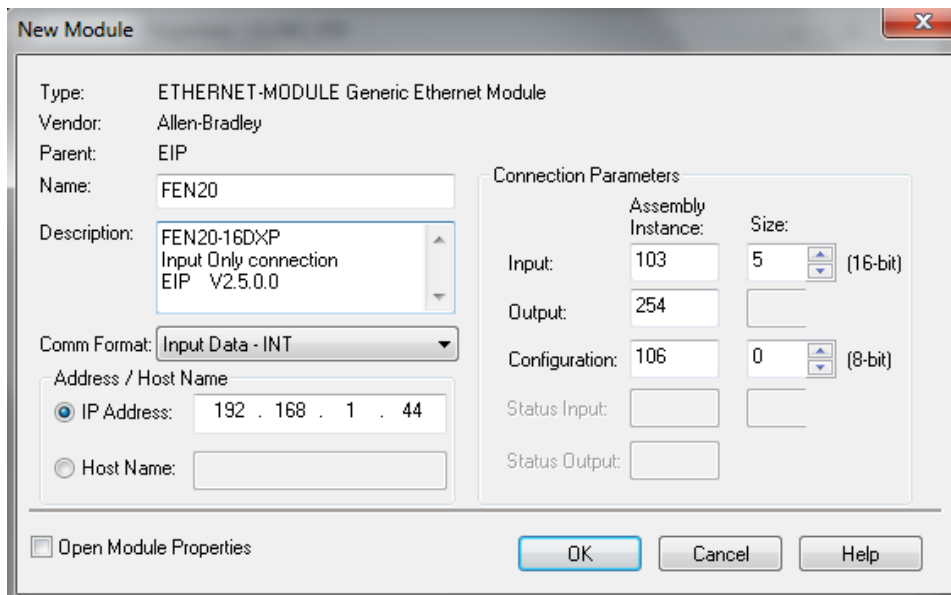 New Module
Type: ETHERNET-MODULE Generic Ethernet Module
Vendor: Allen-Bradley
Parent: EIP
Name: FEN20
Description: FEN20-16DXP
Input Only connection
EIP V2.5.0.0
Comm Format: Input Data - INT
Address / Host Name
IP Address: 192 . 168 . 1 . 44
Host Name:
Connection Parameters
Assembly
Instance: Size:
Input: 103 5 (16-bit)
Output: 254
Configuration: 106 0 (8-bit)
Status Input:
Status Output:
Open Module Properties
OK Cancel Help